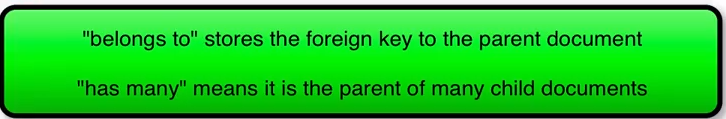 "belongs to" stores the foreign key to the parent document
"has many" means it is the parent of many child documents